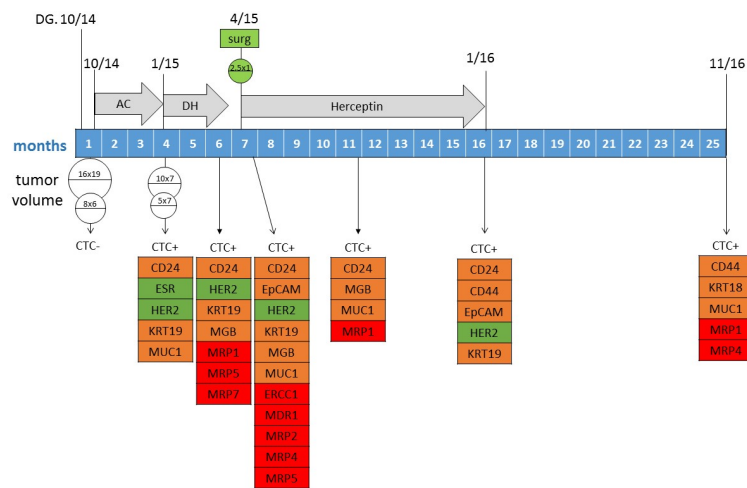 DG. 10/14
4/15
surg
10/14
1/15
2,5x1
1/16
11/16
AC
DH
Herceptin
months 1 2 3 4 5 6 7 8 9 10 11 12 13 14 15 16 17 18 19 20 21 22 23 24 25
tumor
volume
16x19
8x6
10x7
5x7
CTC-
CTC+
CD24
ESR
HER2
KRT19
MUC1
CTC+
CD24
HER2
KRT19
MGB
MRP1
MRP5
MRP7
CTC+
CD24
EpCAM
HER2
KRT19
MGB
MUC1
ERCC1
MDR1
MRP2
MRP4
MRP5
CTC+
CD24
MGB
MUC1
MRP1
CTC+
CD24
CD44
EpCAM
HER2
KRT19
CTC+
CD44
KRT18
MUC1
MRP1
MRP4